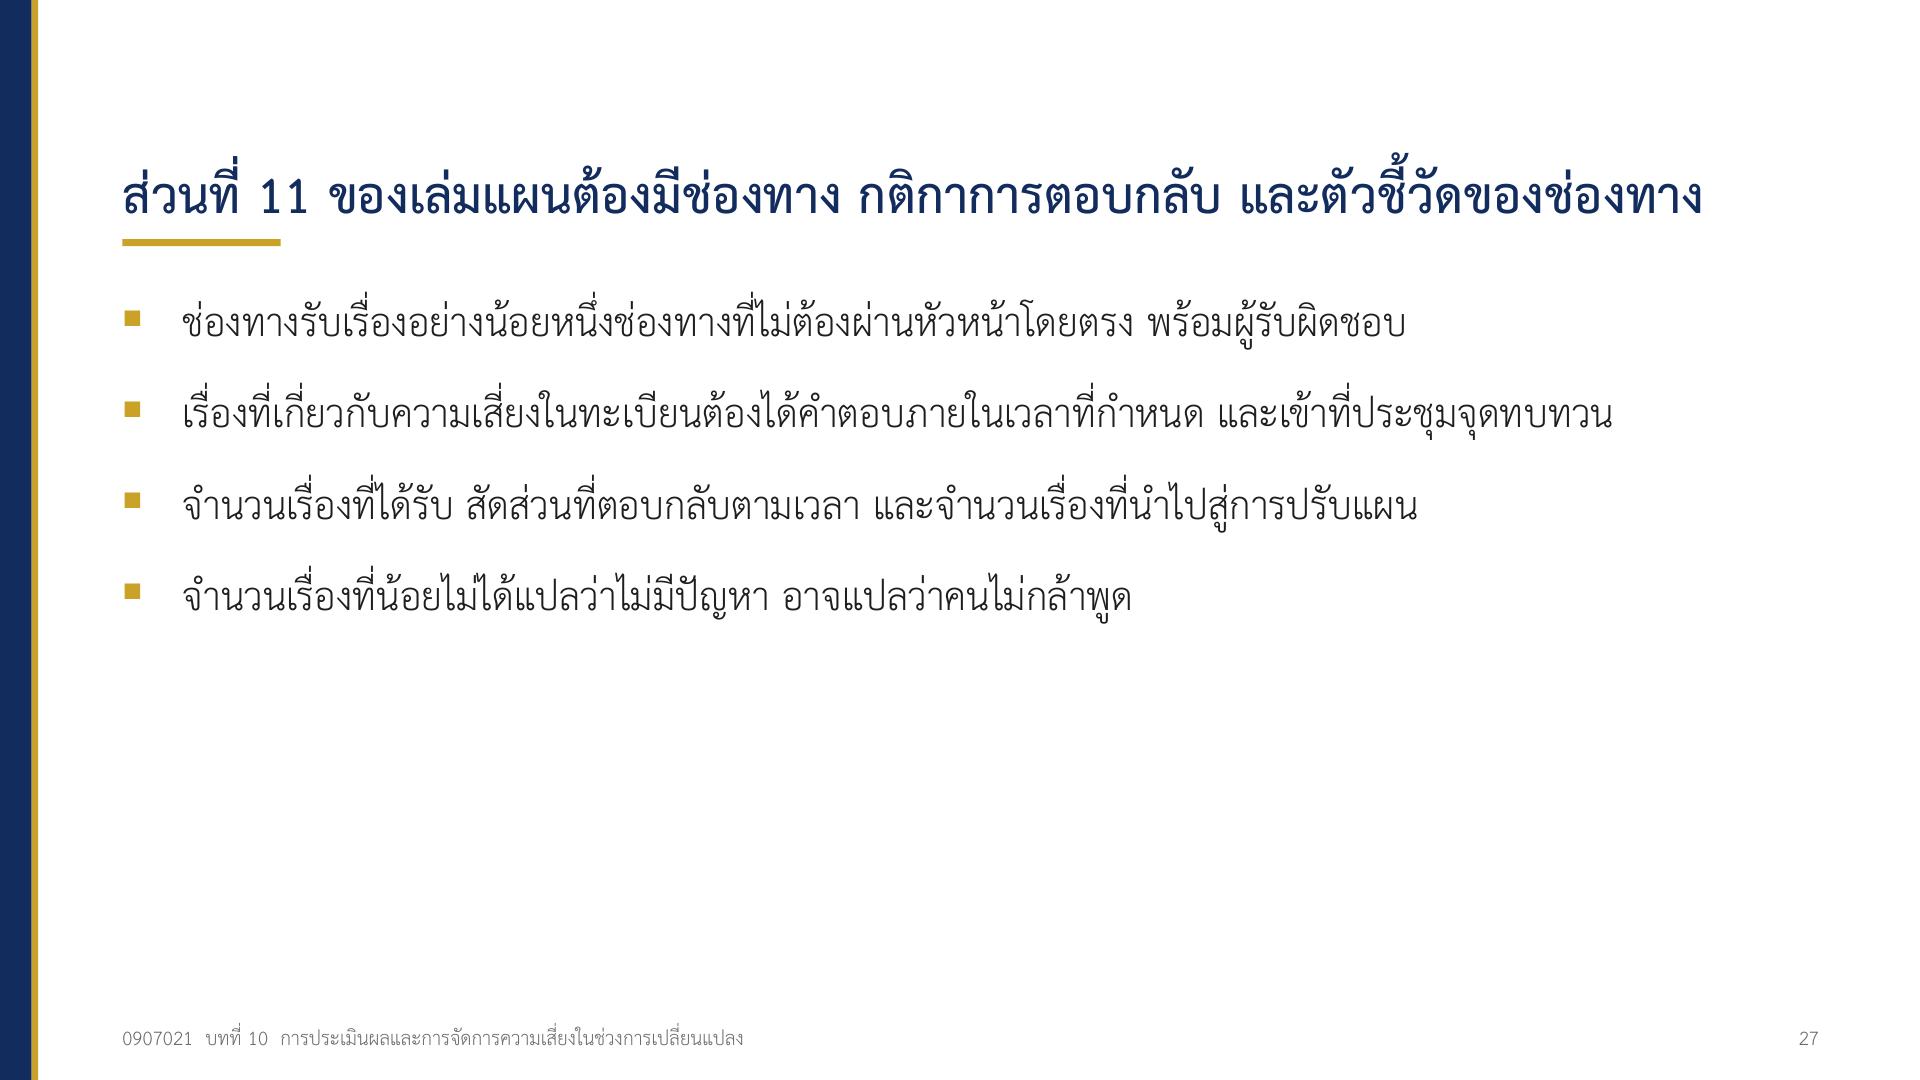 ส่วนที่ 11 ของเล่มแผนต้องมีช่องทาง กติกาการตอบกลับ และตัวชี้วัดของช่องทาง
ช่องทางรับเรื่องอย่างน้อยหนึ่งช่องทางที่ไม่ต้องผ่านหัวหน้าโดยตรง พร้อมผู้รับผิดชอบ
เรื่องที่เกี่ยวกับความเสี่ยงในทะเบียนต้องได้คำตอบภายในเวลาที่กำหนด และเข้าที่ประชุมจุดทบทวน
จำนวนเรื่องที่ได้รับ สัดส่วนที่ตอบกลับตามเวลา และจำนวนเรื่องที่นำไปสู่การปรับแผน
จำนวนเรื่องที่น้อยไม่ได้แปลว่าไม่มีปัญหา อาจแปลว่าคนไม่กล้าพูด
0907021 บทที่ 10 การประเมินผลและการจัดการความเสี่ยงในช่วงการเปลี่ยนแปลง
27